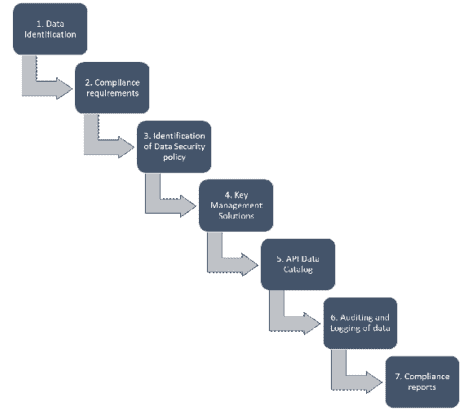 1. Data
Identification
2. Compliance
requirements
3. Identification
of Data Security
policy
4. Key
Management
Solutions
5. API Data
Catalog
6. Auditing and
Logging of data
7. Compliance
reports